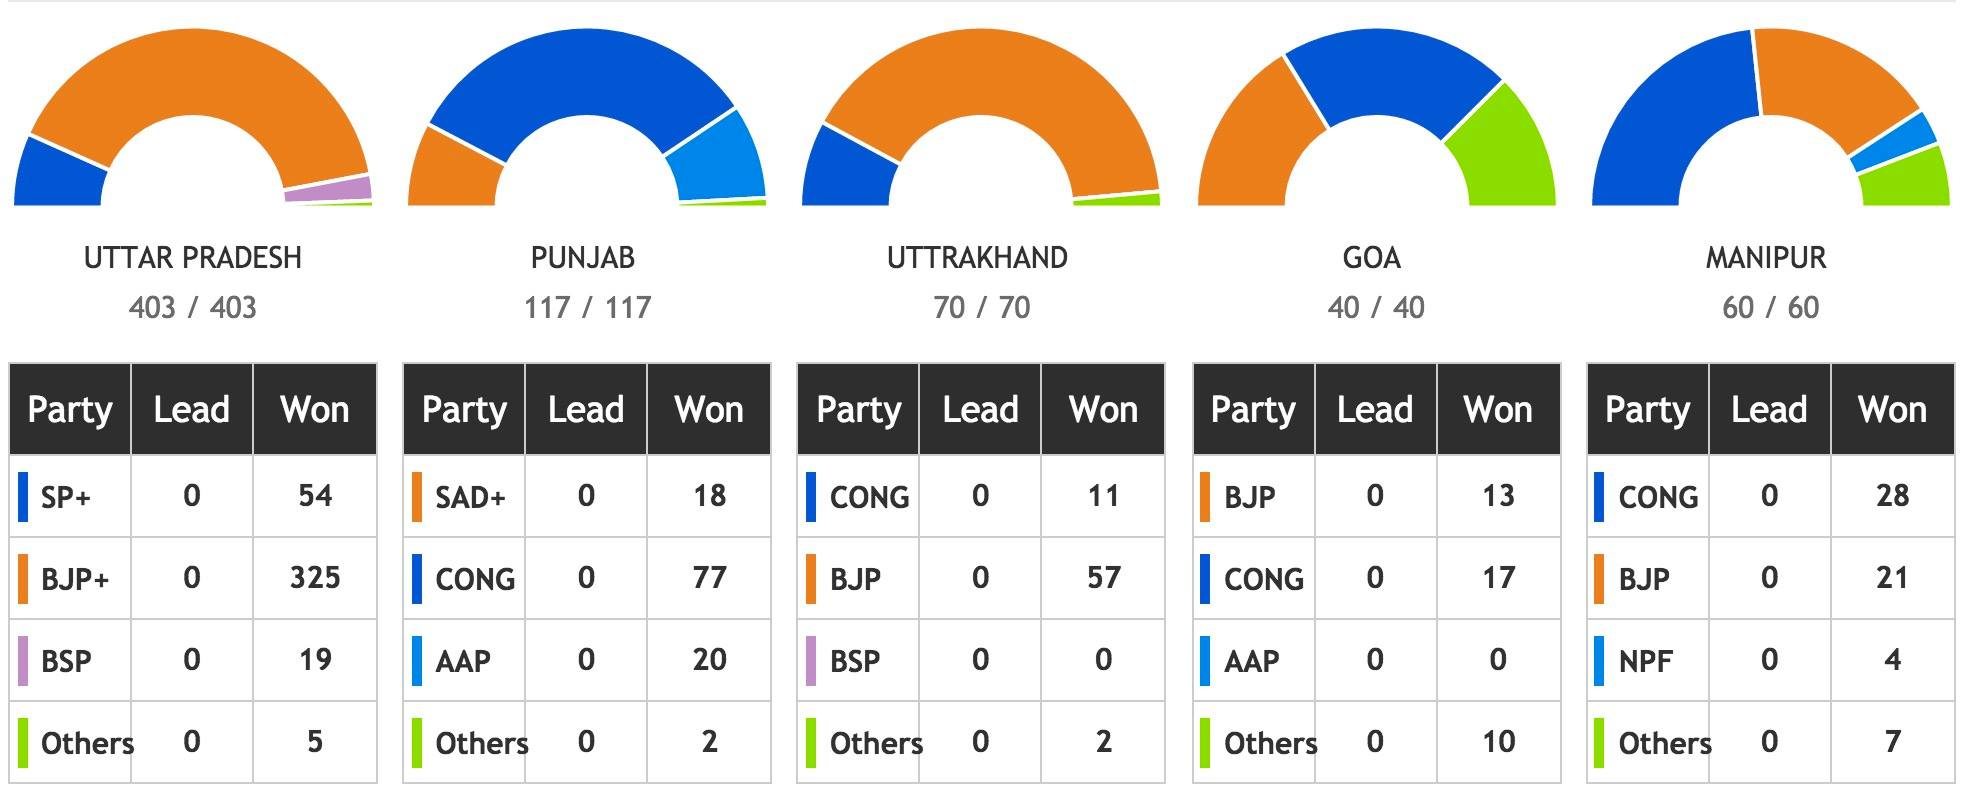 UTTAR PRADESH
403 / 403
Party Lead Won
SP+ 0 54
BJP+ 0 325
BSP 0 19
Others 0 5
PUNJAB
117 / 117
Party Lead Won
SAD+ 0 18
CONG 0 77
AAP 0 20
Others 0 2
UTTRAKHAND
70 / 70
Party Lead Won
CONG 0 11
BJP 0 57
BSP 0 0
Others 0 2
GOA
40 / 40
Party Lead Won
BJP 0 13
CONG 0 17
AAP 0 0
Others 0 10
MANIPUR
60 / 60
Party Lead Won
CONG 0 28
BJP 0 21
NPF 0 4
Others 0 7